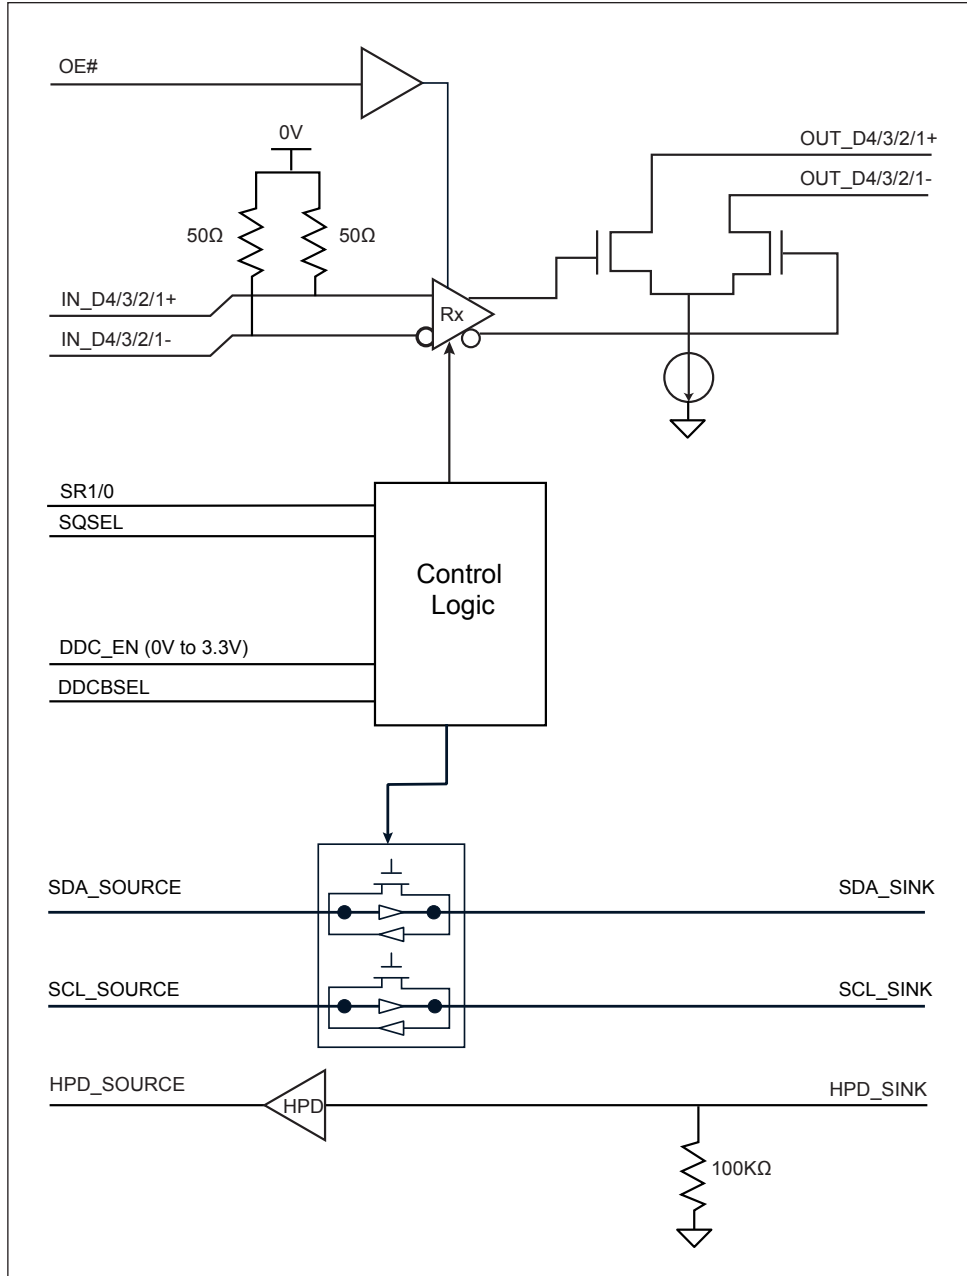 OE#
0V
OUT_D4/3/2/1+
OUT_D4/3/2/1-
50Ω
50Ω
IN_D4/3/2/1+
Rx
IN_D4/3/2/1-
SR1/0
SQSEL
Control
Logic
DDC_EN (0V to 3.3V)
DDCBSEL
SDA_SOURCE
SDA_SINK
SCL_SOURCE
SCL_SINK
HPD_SOURCE
HPD
HPD_SINK
100KΩ